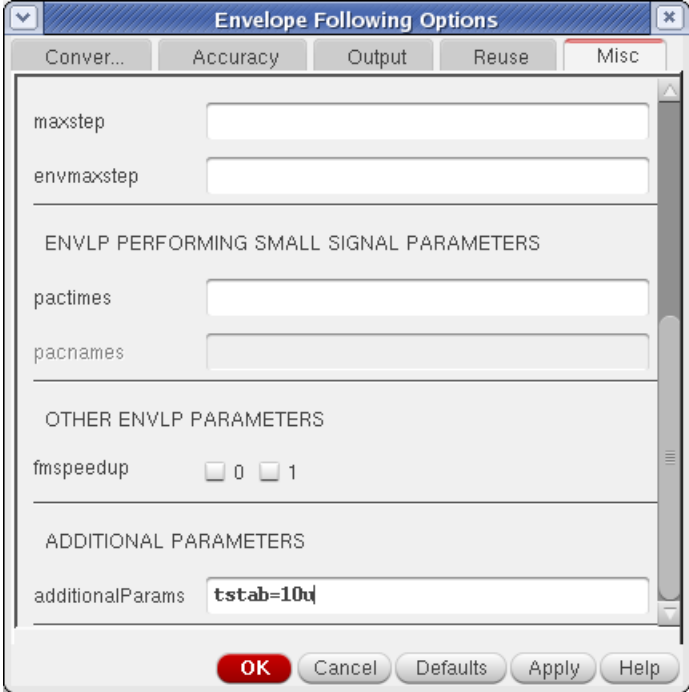 Envelope Following Options
Conver... Accuracy Output Reuse Misc
maxstep
envmaxstep
ENVLP PERFORMING SMALL SIGNAL PARAMETERS
pactimes
pacnames
OTHER ENVLP PARAMETERS
fmspeedup 0 1
ADDITIONAL PARAMETERS
additionalParams tstab=10u
OK Cancel Defaults Apply Help